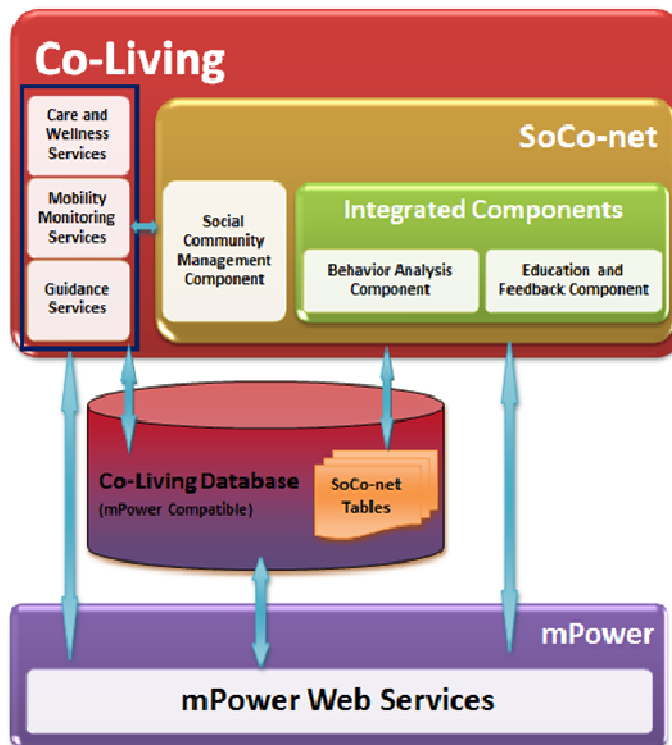 Co-Living
Care and
Wellness
Services
Mobility
Monitoring
Services
Guidance
Services
SoCo-net
Social
Community
Management
Component
Integrated Components
Behavior Analysis
Component
Education and
Feedback Component
Co-Living Database
(mPower Compatible)
SoCo-net
Tables
mPower
mPower Web Services